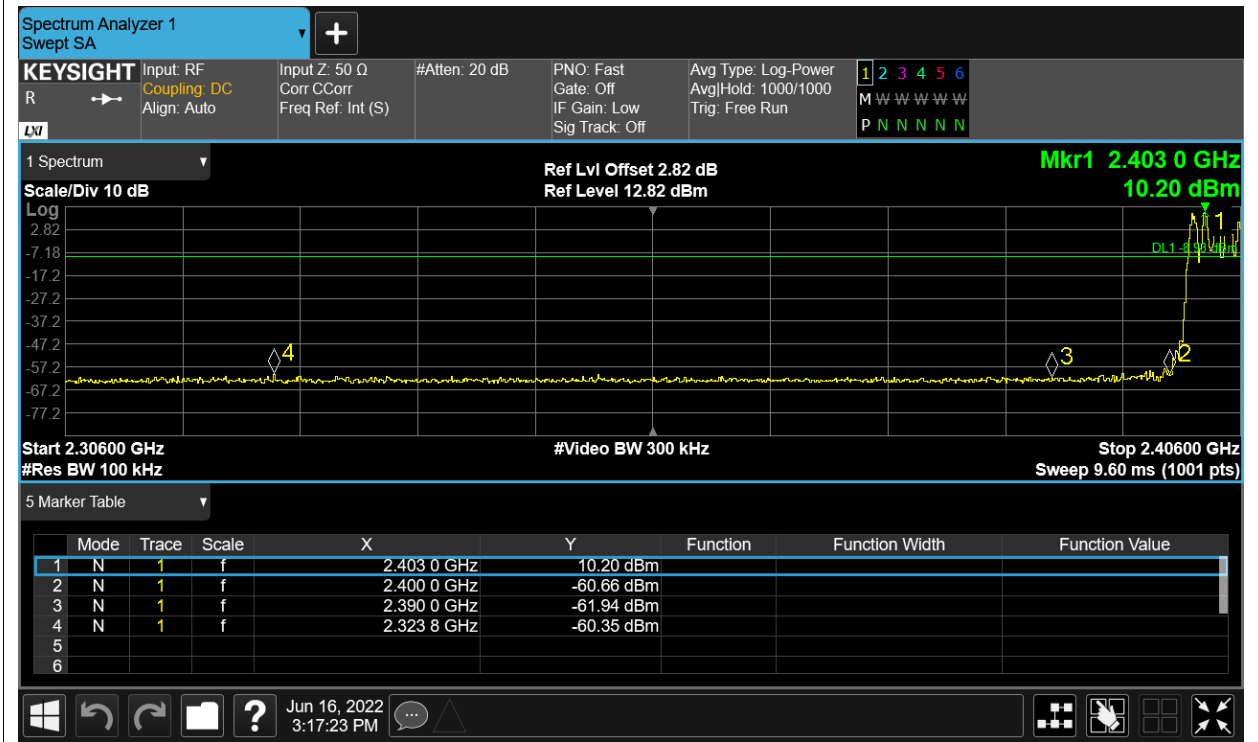 Spectrum Analyzer 1
Swept SA
KEYSIGHT
R
LXI
Input: RF
Coupling: DC
Align: Auto
Input Z: 50 Ω
Corr CCorr
Freq Ref: Int (S)
#Atten: 20 dB
PNO: Fast
Gate: Off
IF Gain: Low
Sig Track: Off
Avg Type: Log-Power
Avg|Hold: 1000/1000
Trig: Free Run
1 2 3 4 5 6
M W W W W W
P N N N N N
1 Spectrum
Scale/Div 10 dB
Ref Lvl Offset 2.82 dB
Ref Level 12.82 dBm
Mkr1 2.403 0 GHz
10.20 dBm
Log
2.82
-7.18
-17.2
-27.2
-37.2
-47.2
-57.2
-67.2
-77.2
1
DL1 -8.93 dBm
4
3
2
Start 2.30600 GHz
#Video BW 300 kHz
Stop 2.40600 GHz
#Res BW 100 kHz
Sweep 9.60 ms (1001 pts)
5 Marker Table
Mode Trace Scale X Y Function Function Width Function Value
1 N 1 f 2.403 0 GHz 10.20 dBm
2 N 1 f 2.400 0 GHz -60.66 dBm
3 N 1 f 2.390 0 GHz -61.94 dBm
4 N 1 f 2.323 8 GHz -60.35 dBm
5
6
?
Jun 16, 2022
3:17:23 PM